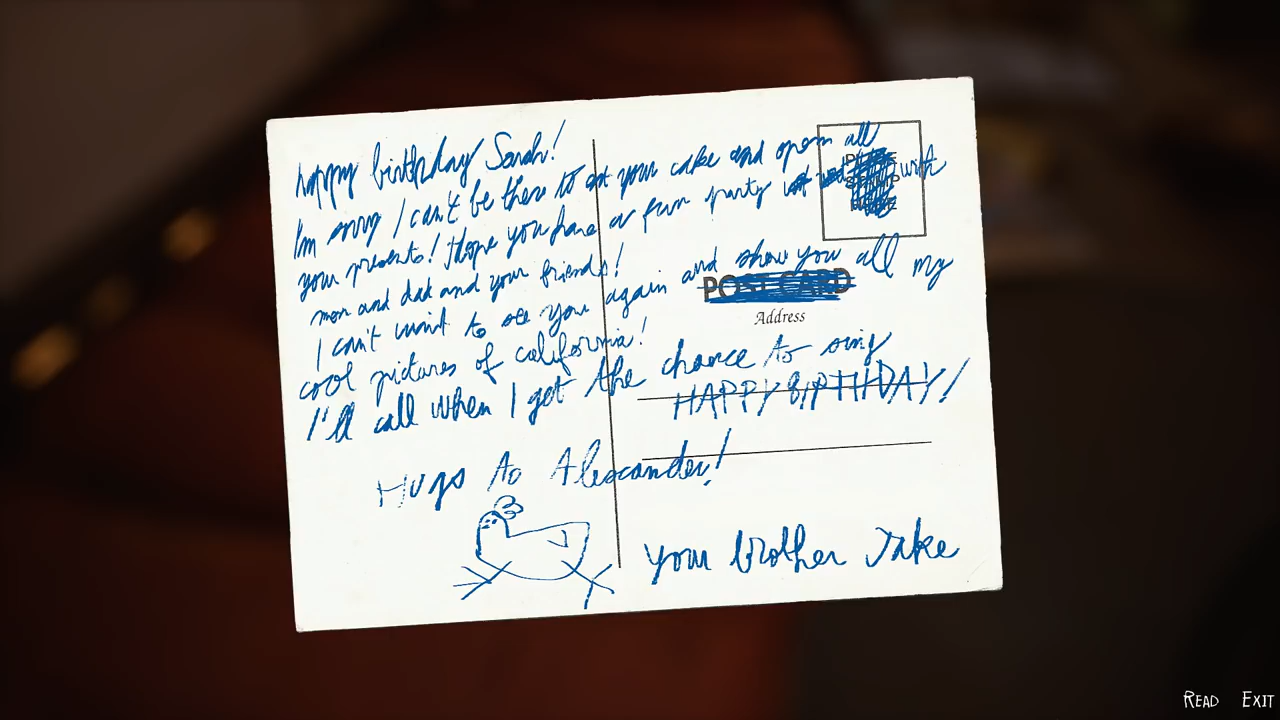 happy birthday Sarah!
I'm sorry I can't be there to eat your cake and open all
your presents! I hope you have a fun party with
mom and dad and your friends!
I can't wait to see you again and show you all my
cool pictures of california!
I'll call when I get the chance to sing
HAPPY BIRTHDAY!
Hugs to Alexander!
your brother Jake
POST CARD
Address
READ EXIT